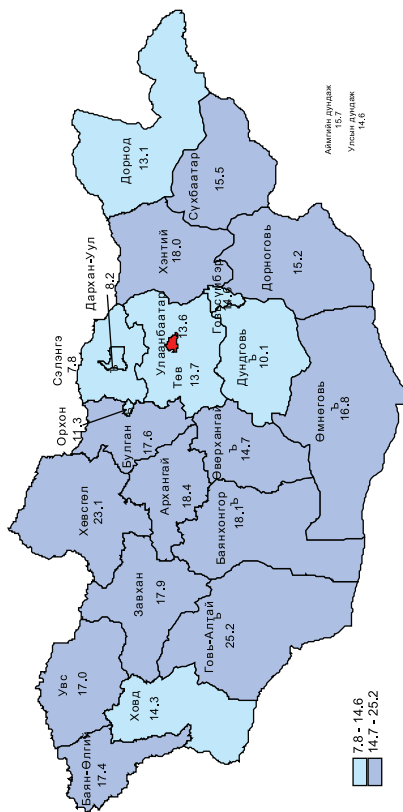 Баян-Өлгий
17.4
Увс
17.0
Ховд
14.3
Завхан
17.9
Говь-Алтай
Ъ
25.2
Хөвсгөл
23.1
Архангай
18.4
Баянхонгор
Ъ
18.1
Орхон
11.3
Булган
17.6
Өвөрхангай
Ъ
14.7
Өмнөговь
Ъ
16.8
Сэлэнгэ
7.8
Дархан-Уул
8.2
Улаанбаатар
13.6
Төв
13.7
Дундговь
Ъ
10.1
Говьсүмбэр
Хэнтий
18.0
Дорноговь
15.2
Дорнод
13.1
Сүхбаатар
15.5
Аймгийн дундаж
15.7
Улсын дундаж
14.6
7.8 - 14.6
14.7 - 25.2